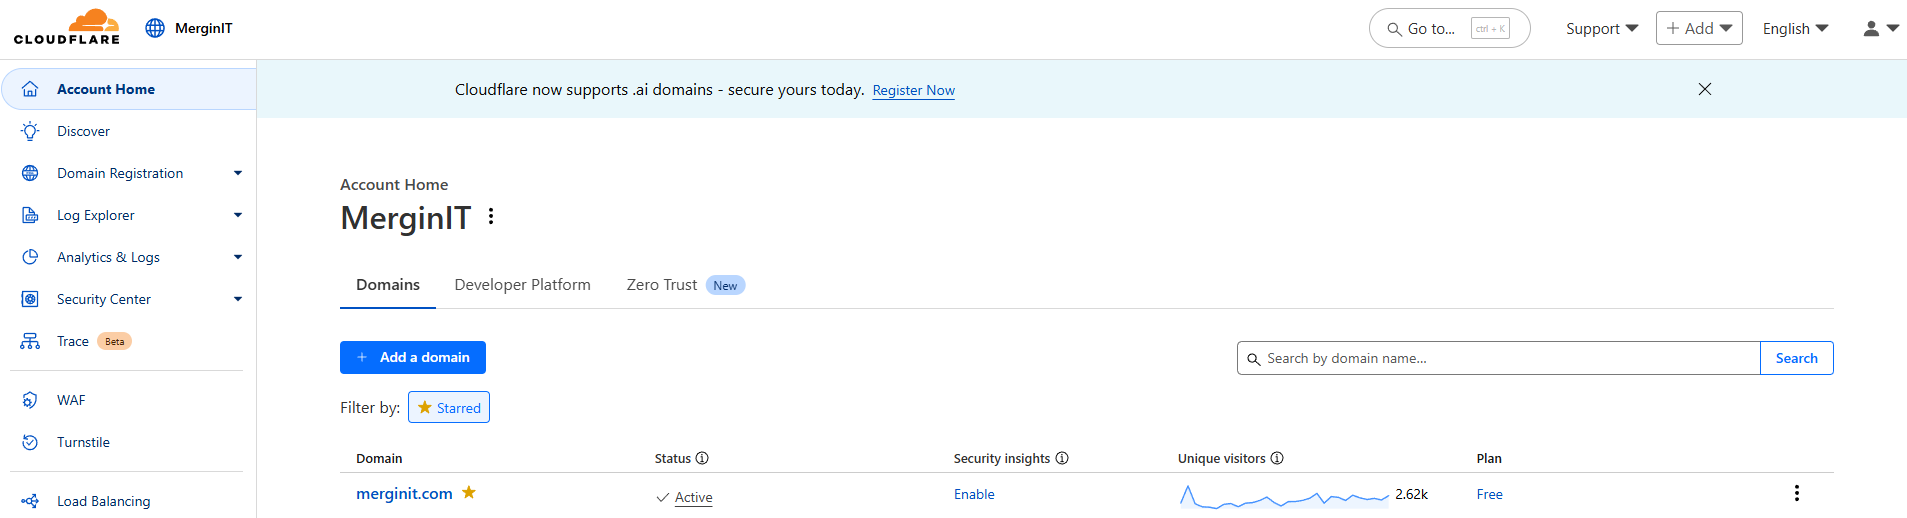 CLOUDFLARE
MerginIT
Go to...
ctrl + K
Support
+ Add
English
Account Home
Discover
Domain Registration
Log Explorer
Analytics & Logs
Security Center
Trace Beta
WAF
Turnstile
Load Balancing
Cloudflare now supports .ai domains - secure yours today. Register Now
Account Home
MerginIT
Domains
Developer Platform
Zero Trust New
+ Add a domain
Search by domain name...
Search
Filter by: Starred
Domain Status Security insights Unique visitors Plan
merginit.com Active Enable 2.62k Free